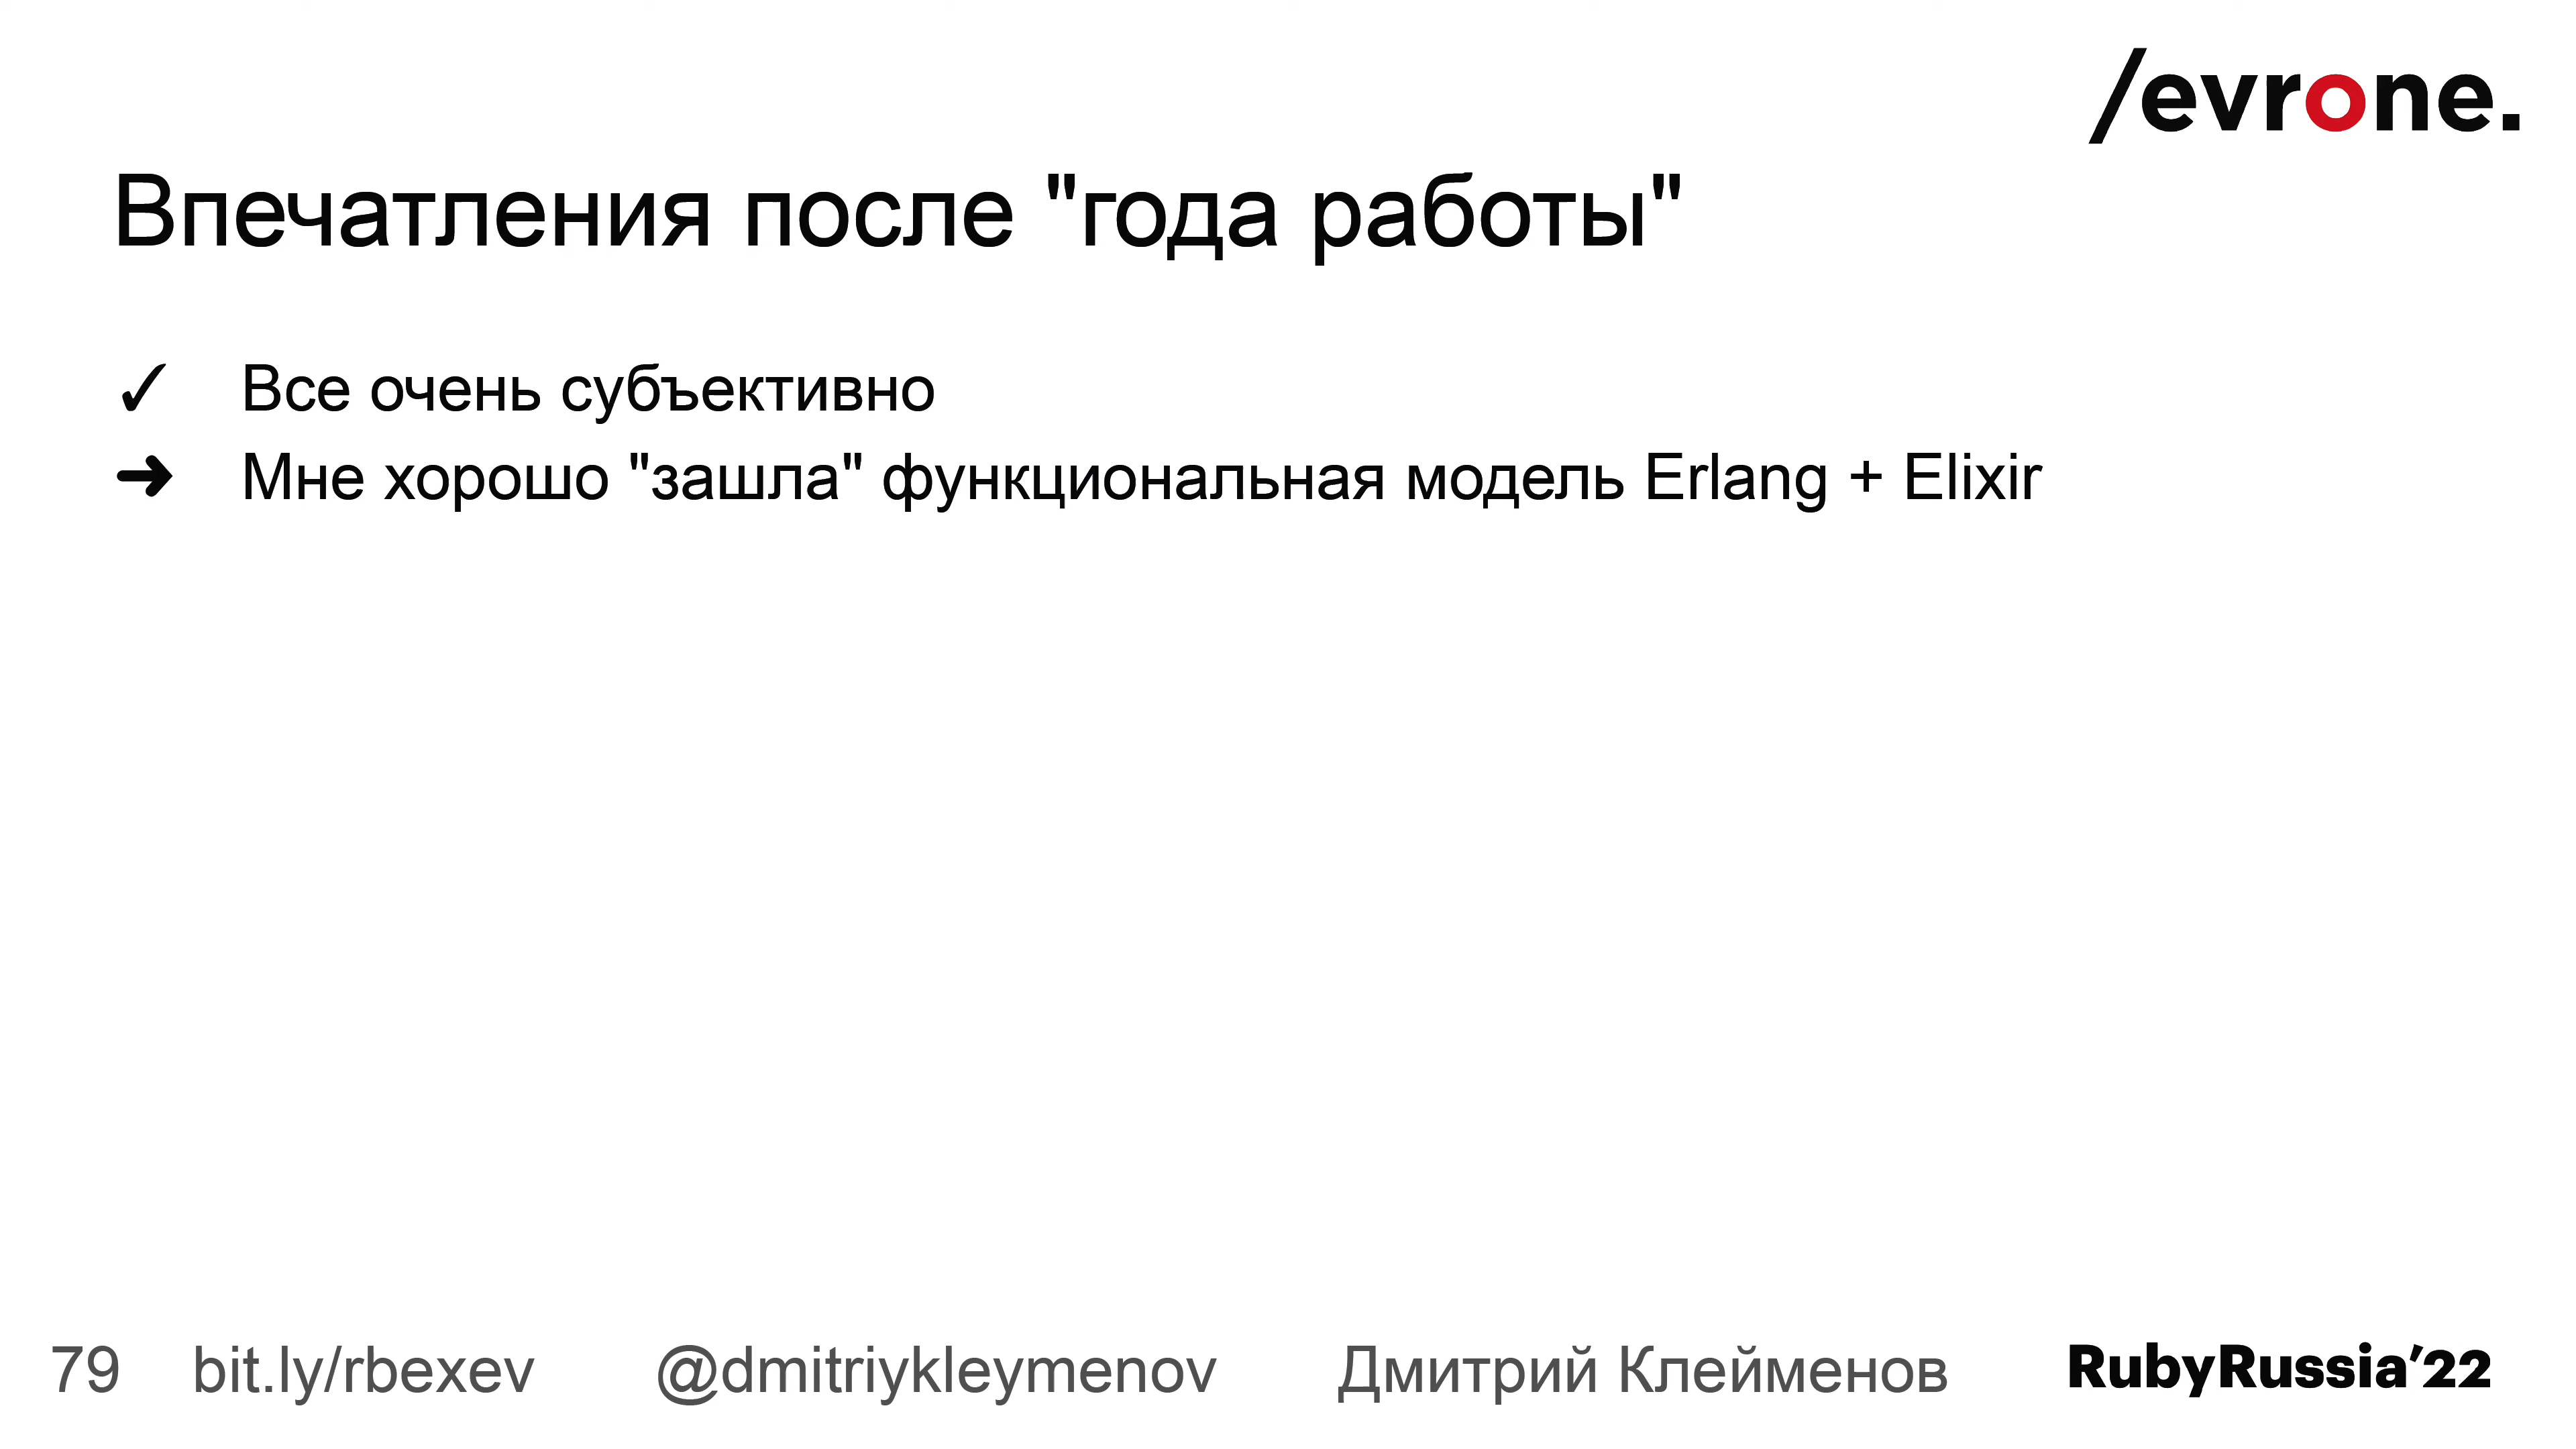 /evrone.
Впечатления после "года работы"
✓ Все очень субъективно
➜ Мне хорошо "зашла" функциональная модель Erlang + Elixir
79 bit.ly/rbexev @dmitriykleymenov Дмитрий Клейменов RubyRussia’22